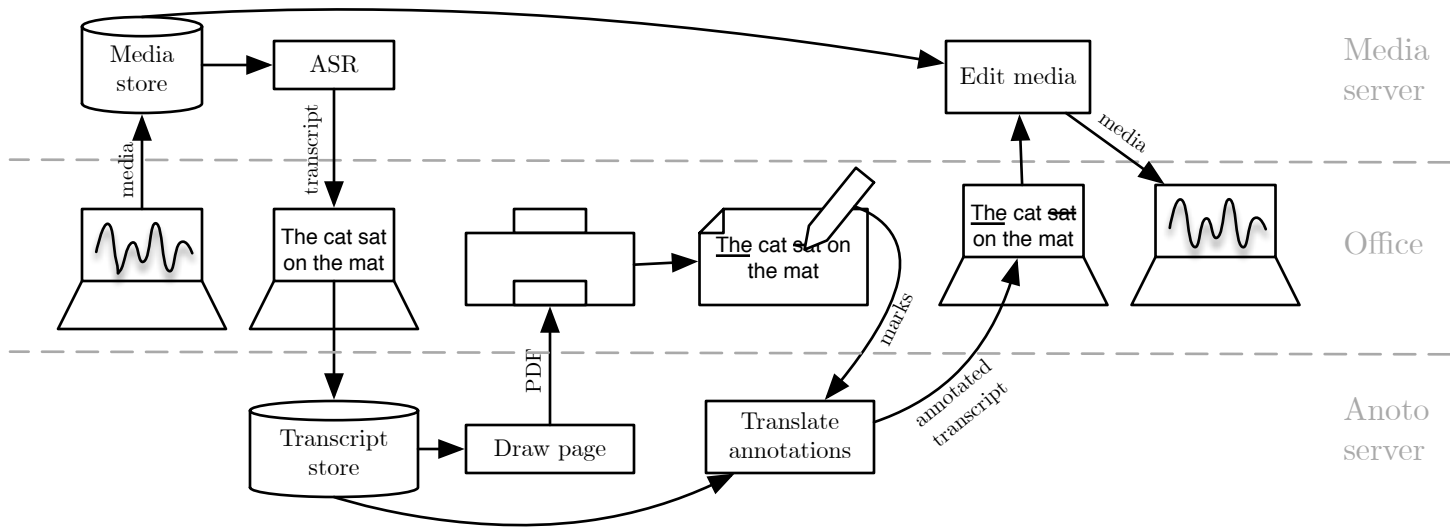 Media
store
ASR
Edit media
Media
server
media
transcript
media
The cat sat
on the mat
The cat sat on
the mat
The cat sat
on the mat
Office
marks
PDF
annotated
transcript
Transcript
store
Draw page
Translate
annotations
Anoto
server